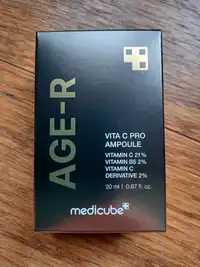 AGE-R
VITA C PRO
AMPOULE
VITAMIN C 21%
VITAMIN B5 2%
VITAMIN C
DERIVATIVE 2%
20 ml | 0.67 fl. oz.
medicube